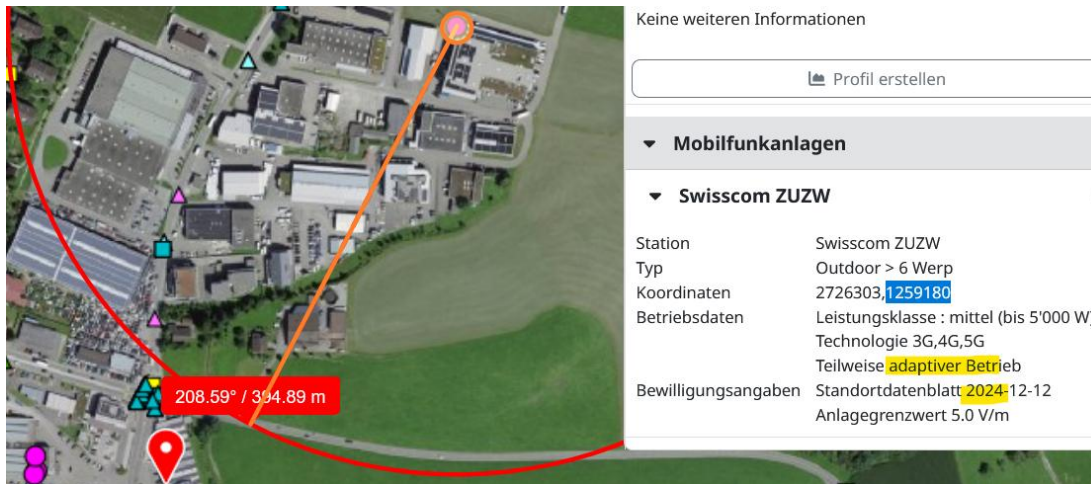 Keine weiteren Informationen
Profil erstellen
Mobilfunkanlagen
Swisscom ZUZW
Station Swisscom ZUZW
Typ Outdoor > 6 Werp
Koordinaten 2726303,1259180
Betriebsdaten Leistungsklasse : mittel (bis 5'000 W)
Technologie 3G,4G,5G
Teilweise adaptiver Betrieb
Bewilligungsangaben Standortdatenblatt 2024-12-12
Anlagegrenzwert 5.0 V/m
208.59° / 394.89 m